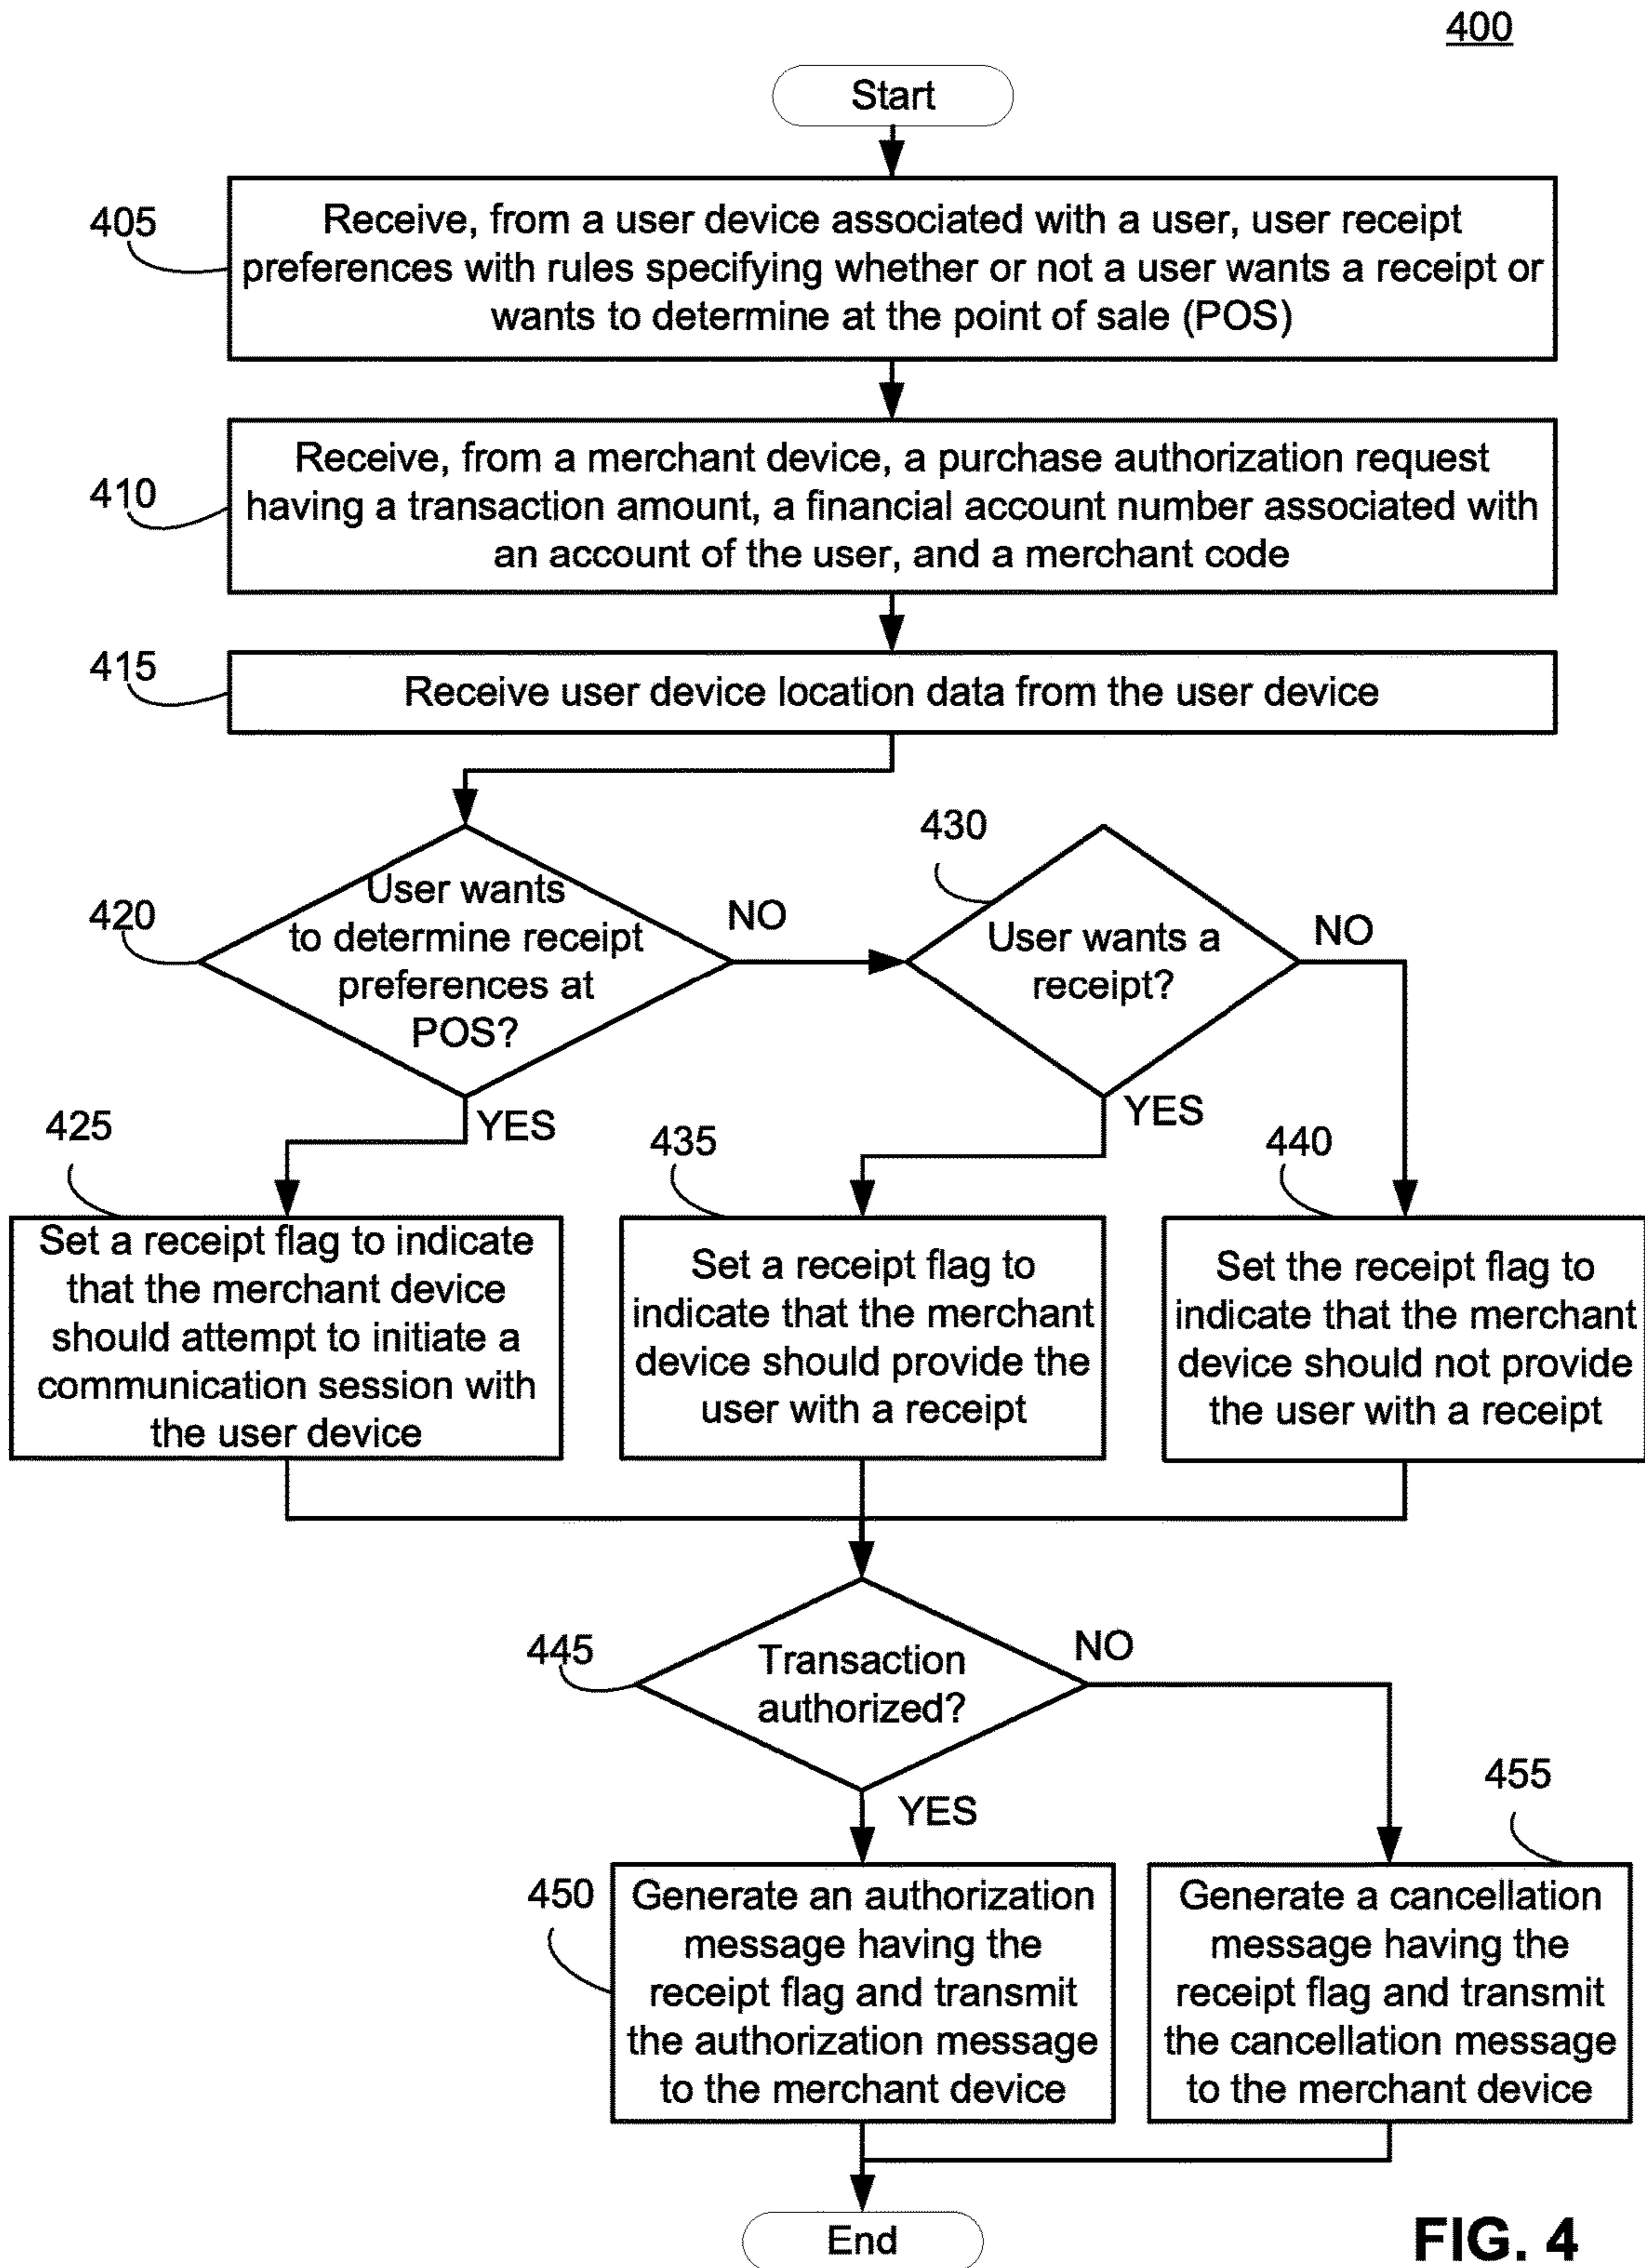 400
Start
405
Receive, from a user device associated with a user, user receipt
preferences with rules specifying whether or not a user wants a receipt or
wants to determine at the point of sale (POS)
410
Receive, from a merchant device, a purchase authorization request
having a transaction amount, a financial account number associated with
an account of the user, and a merchant code
415
Receive user device location data from the user device
420
User wants
to determine receipt
preferences at
POS?
NO
YES
430
User wants a
receipt?
NO
YES
425
Set a receipt flag to indicate
that the merchant device
should attempt to initiate a
communication session with
the user device
435
Set a receipt flag to
indicate that the merchant
device should provide the
user with a receipt
440
Set the receipt flag to
indicate that the merchant
device should not provide
the user with a receipt
445
Transaction
authorized?
NO
YES
450
Generate an authorization
message having the
receipt flag and transmit
the authorization message
to the merchant device
455
Generate a cancellation
message having the
receipt flag and transmit
the cancellation message
to the merchant device
End
FIG. 4